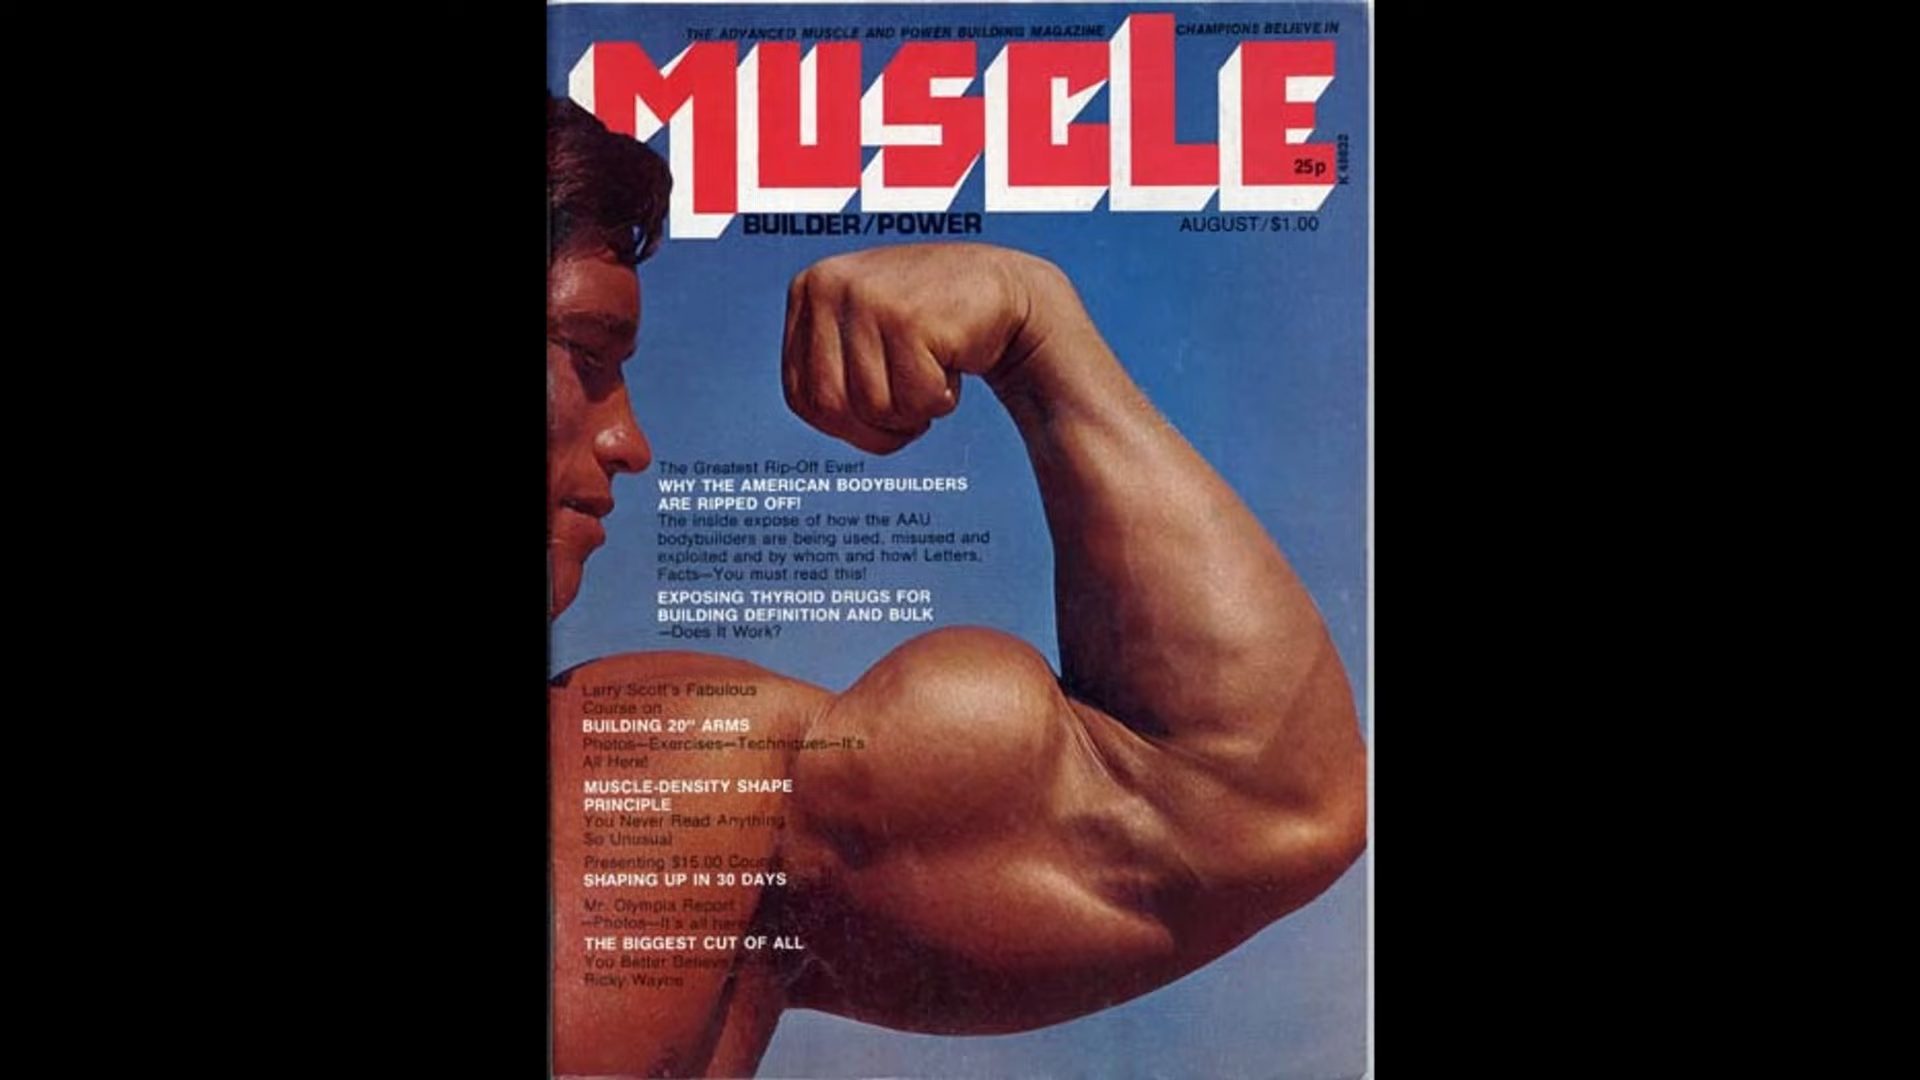 THE ADVANCED MUSCLE AND POWER BUILDING MAGAZINE CHAMPIONS BELIEVE IN
MUSCLE
25p
K 48622
BUILDER/POWER
AUGUST/$1.00
The Greatest Rip-Off Ever!
WHY THE AMERICAN BODYBUILDERS
ARE RIPPED OFF!
The inside expose of how the AAU
bodybuilders are being used, misused and
exploited and by whom and how! Letters,
Facts—You must read this!
EXPOSING THYROID DRUGS FOR
BUILDING DEFINITION AND BULK
—Does It Work?
Larry Scott's Fabulous
Course on
BUILDING 20" ARMS
Photos—Exercises—Techniques—It's
All Here!
MUSCLE-DENSITY SHAPE
PRINCIPLE
You Never Read Anything
So Unusual
Presenting $15.00 Course
SHAPING UP IN 30 DAYS
Mr. Olympia Report
—Photos—It's all here
THE BIGGEST CUT OF ALL
You Better Believe
Ricky Wayne